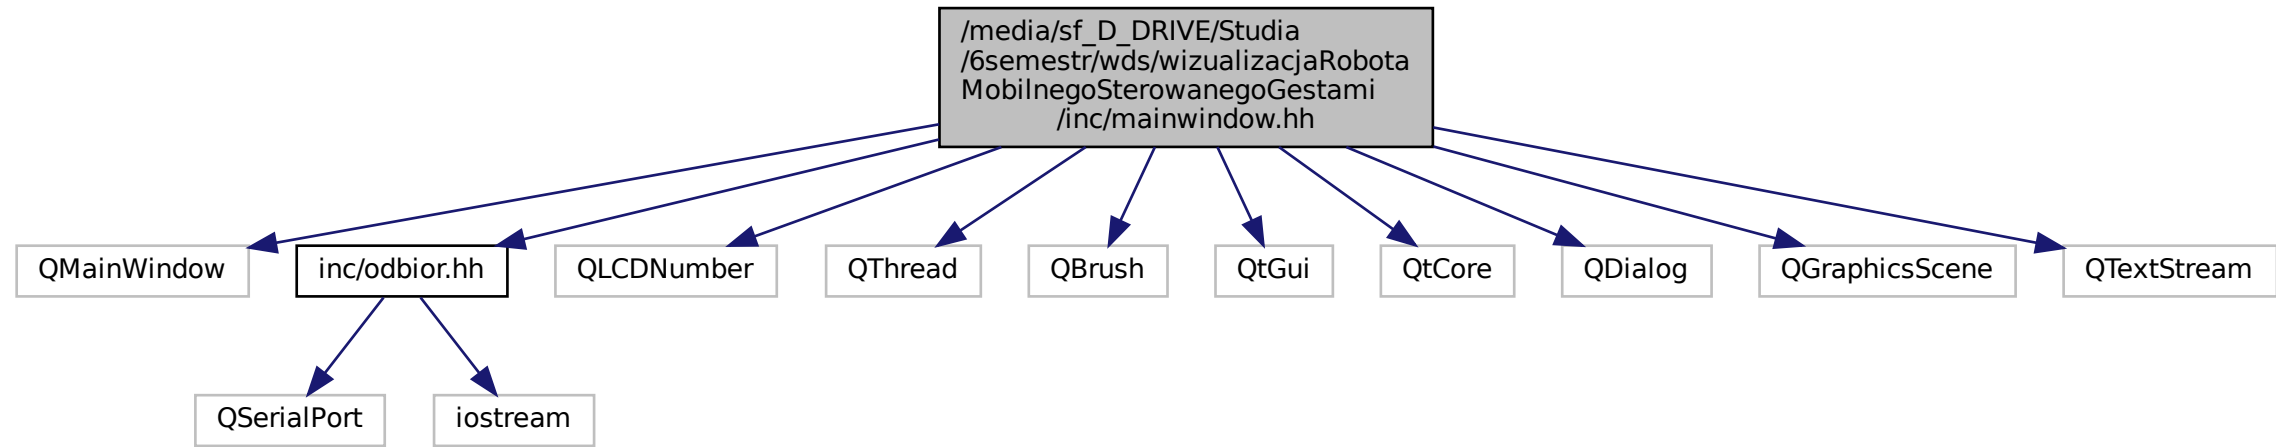 /media/sf_D_DRIVE/Studia
/6semestr/wds/wizualizacjaRobota
MobilnegoSterowanegoGestami
/inc/mainwindow.hh
QMainWindow
inc/odbior.hh
QLCDNumber
QThread
QBrush
QtGui
QtCore
QDialog
QGraphicsScene
QTextStream
QSerialPort
iostream